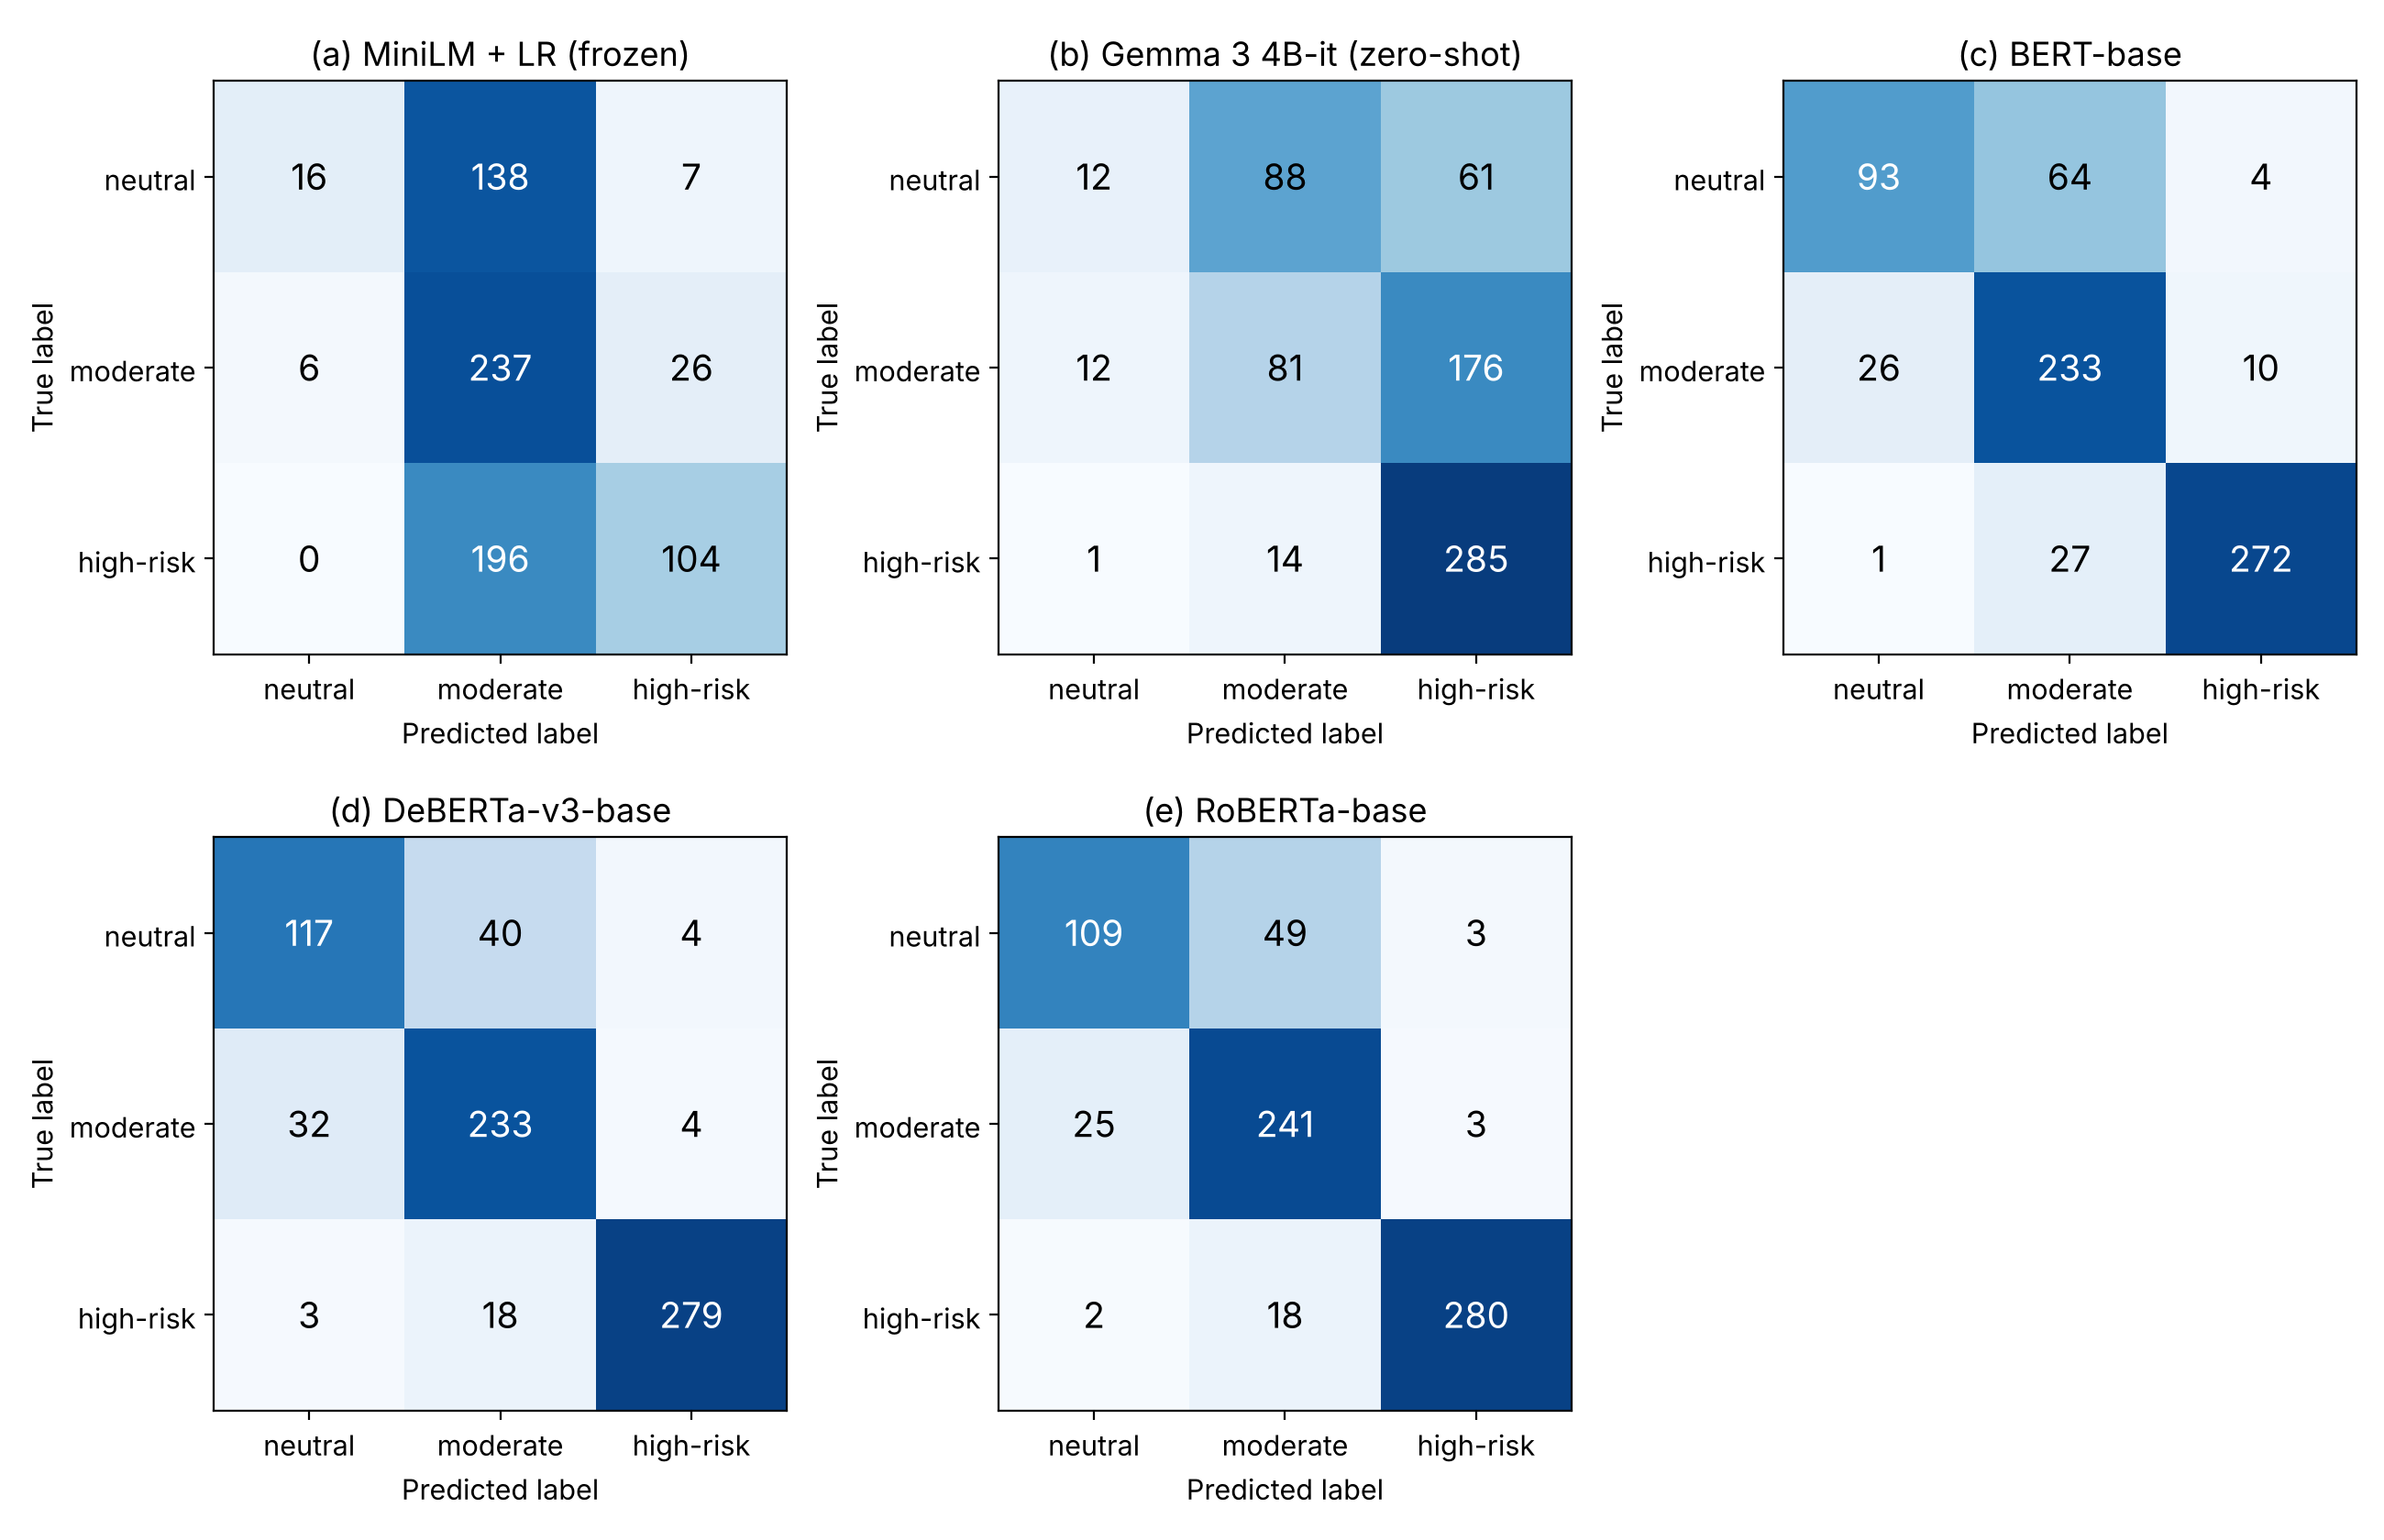 (a) MiniLM + LR (frozen)
True label
neutral 16 138 7
moderate 6 237 26
high-risk 0 196 104
neutral moderate high-risk
Predicted label
(b) Gemma 3 4B-it (zero-shot)
True label
neutral 12 88 61
moderate 12 81 176
high-risk 1 14 285
neutral moderate high-risk
Predicted label
(c) BERT-base
True label
neutral 93 64 4
moderate 26 233 10
high-risk 1 27 272
neutral moderate high-risk
Predicted label
(d) DeBERTa-v3-base
True label
neutral 117 40 4
moderate 32 233 4
high-risk 3 18 279
neutral moderate high-risk
Predicted label
(e) RoBERTa-base
True label
neutral 109 49 3
moderate 25 241 3
high-risk 2 18 280
neutral moderate high-risk
Predicted label